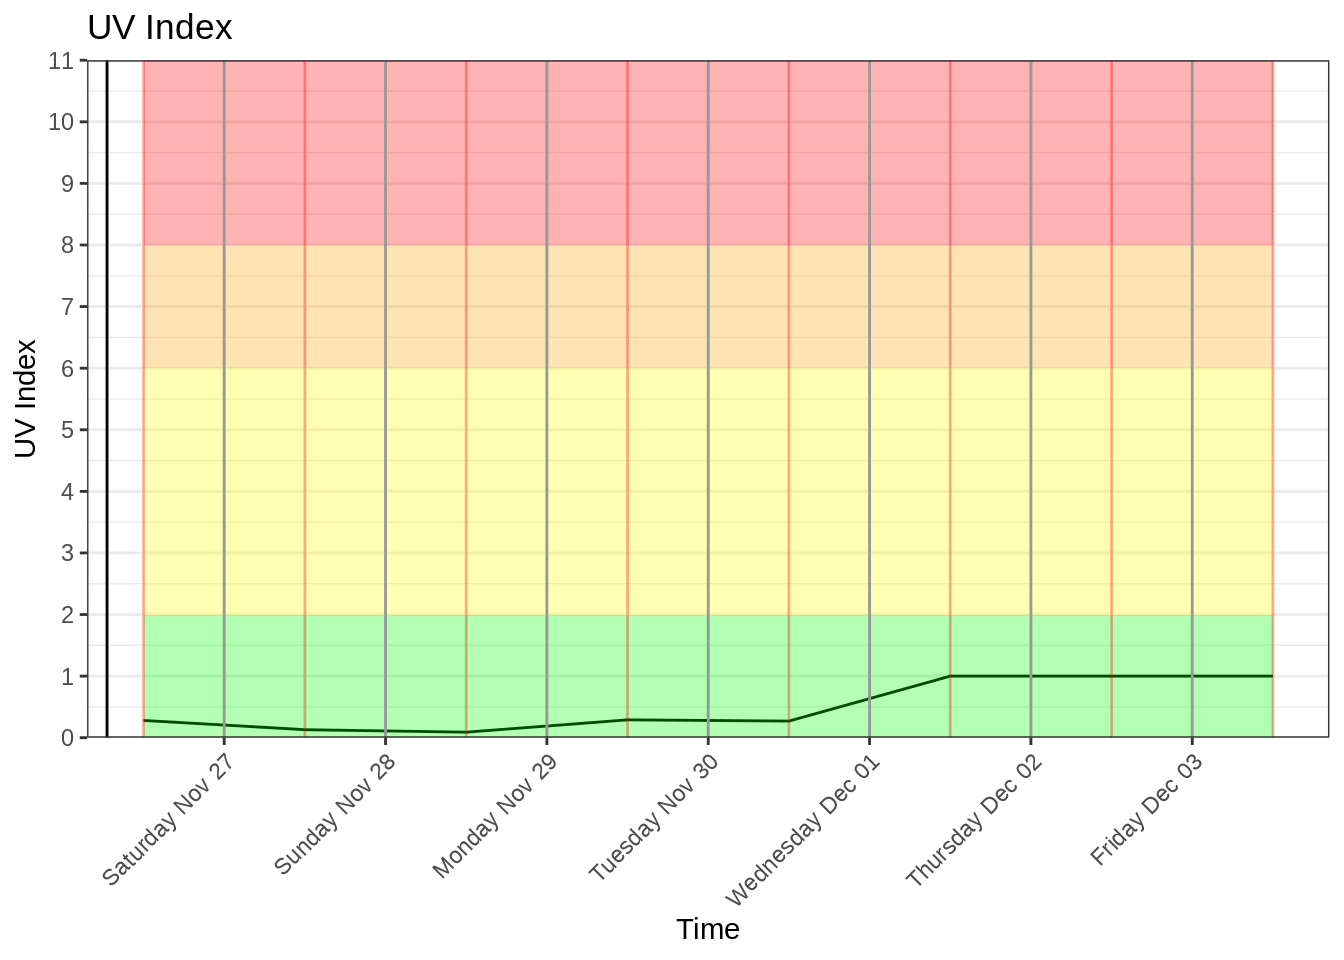 UV Index
11
10
9
8
7
6
5
4
3
2
1
0
UV Index
Saturday Nov 27
Sunday Nov 28
Monday Nov 29
Tuesday Nov 30
Wednesday Dec 01
Thursday Dec 02
Friday Dec 03
Time